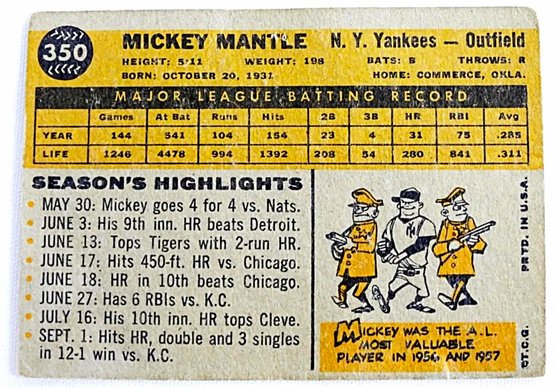 350
MICKEY MANTLE N. Y. Yankees — Outfield
HEIGHT: 5:11 WEIGHT: 198 BATS: B THROWS: R
BORN: OCTOBER 20, 1931 HOME: COMMERCE, OKLA.
MAJOR LEAGUE BATTING RECORD
Games At Bat Runs Hits 2B 3B HR RBI Avg
YEAR 144 541 104 154 23 4 31 75 .285
LIFE 1246 4478 994 1392 208 54 280 841 .311
SEASON'S HIGHLIGHTS
• MAY 30: Mickey goes 4 for 4 vs. Nats.
• JUNE 3: His 9th inn. HR beats Detroit.
• JUNE 13: Tops Tigers with 2-run HR.
• JUNE 17: Hits 450-ft. HR vs. Chicago.
• JUNE 18: HR in 10th beats Chicago.
• JUNE 27: Has 6 RBIs vs. K.C.
• JULY 16: His 10th inn. HR tops Cleve.
• SEPT. 1: Hits HR, double and 3 singles
in 12-1 win vs. K.C.
NY
MICKEY WAS THE A.L.
MOST VALUABLE
PLAYER IN 1956 AND 1957
©T.C.G. PRTD. IN U.S.A.